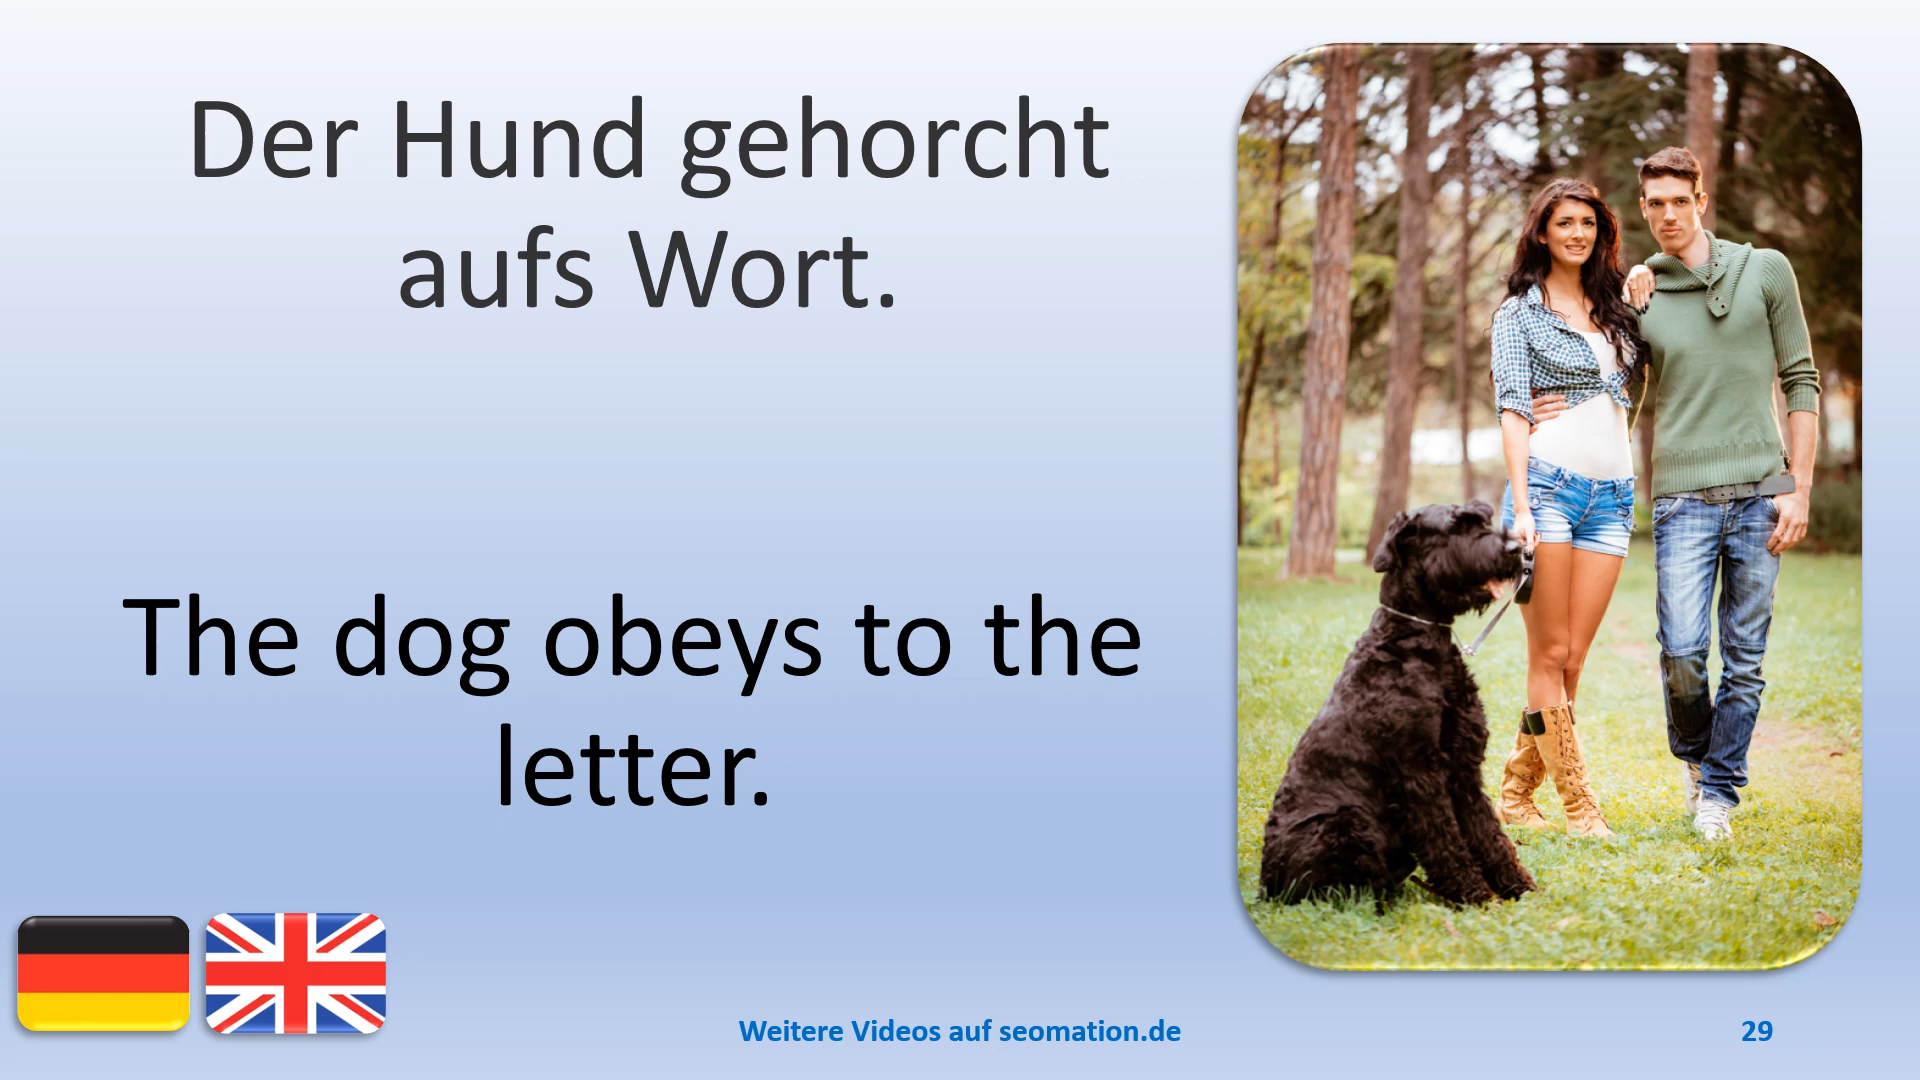 Der Hund gehorcht
aufs Wort.
The dog obeys to the
letter.
Weitere Videos auf seomation.de
29